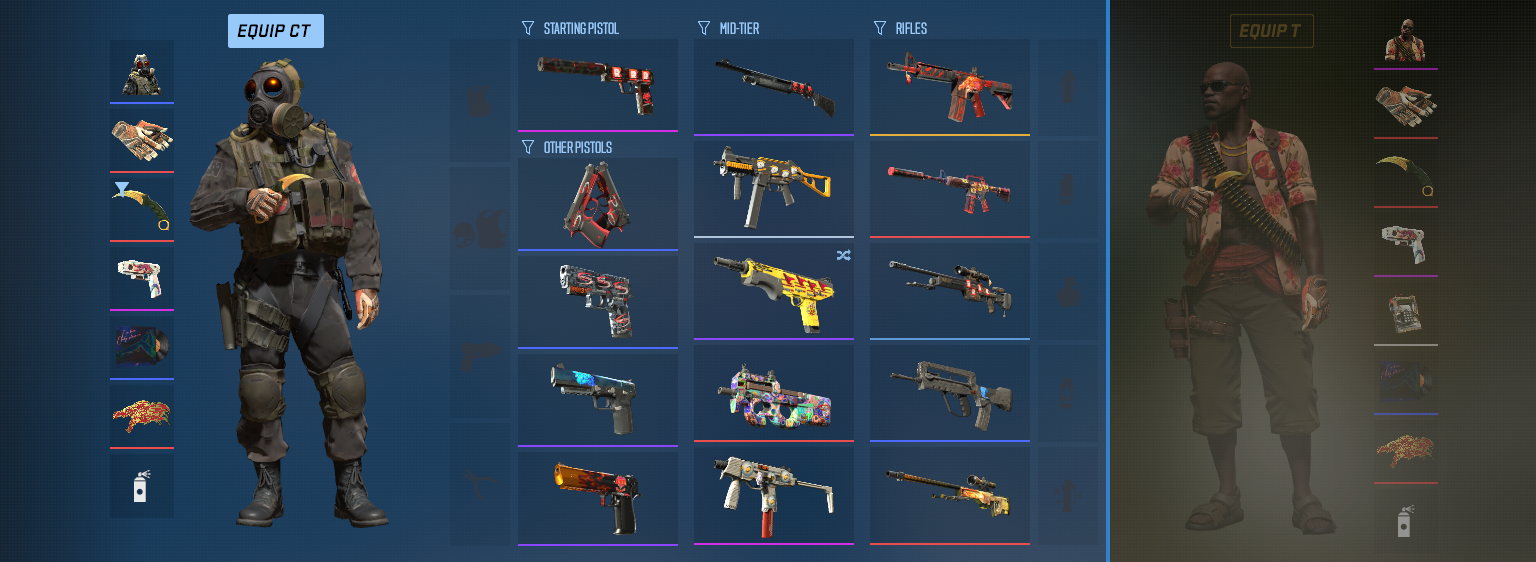 EQUIP CT
STARTING PISTOL
MID-TIER
RIFLES
OTHER PISTOLS
EQUIP T